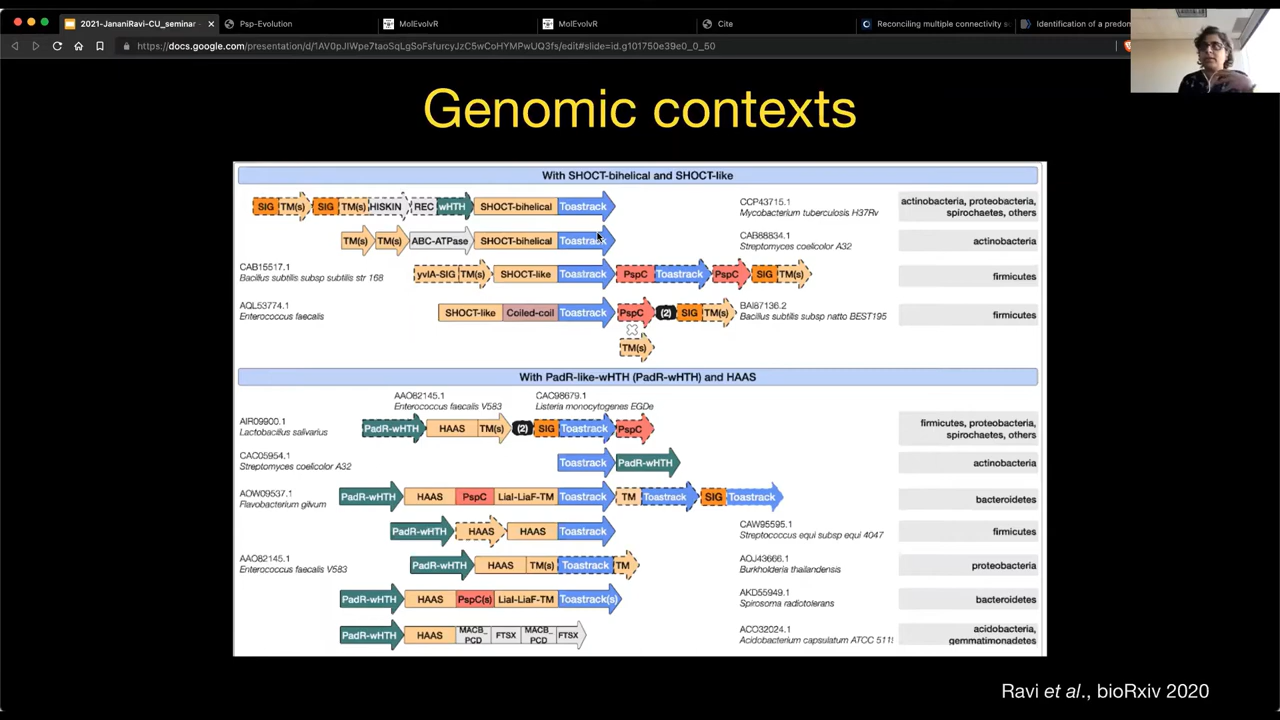 2021-JananiRavi-CU_seminar
Psp-Evolution
MolEvolvR
MolEvolvR
Cite
Reconciling multiple connectivity
Identification of a predom
https://docs.google.com/presentation/d/1AV0pJIWpe7taoSqLgSoFsfurcyJzC5wCoHYMPwUQ3fs/edit#slide=id.g101750e39e0_0_50
Genomic contexts
With SHOCT-bihelical and SHOCT-like
SIG TM(s) SIG TM(s) HISKIN REC wHTH SHOCT-bihelical Toastrack
CCP43715.1
Mycobacterium tuberculosis H37Rv
actinobacteria, proteobacteria,
spirochaetes, others
TM(s) TM(s) ABC-ATPase SHOCT-bihelical Toastrack
CAB88834.1
Streptomyces coelicolor A32
actinobacteria
CAB15517.1
Bacillus subtilis subsp subtilis str 168
yvlA-SIG TM(s) SHOCT-like Toastrack PspC Toastrack PspC SIG TM(s)
firmicutes
AQL53774.1
Enterococcus faecalis
SHOCT-like Coiled-coil Toastrack PspC (2) SIG TM(s)
BAI87136.2
Bacillus subtilis subsp natto BEST195
firmicutes
TM(s)
With PadR-like-wHTH (PadR-wHTH) and HAAS
AAO82145.1
Enterococcus faecalis V583
CAC98679.1
Listeria monocytogenes EGDe
AIR09900.1
Lactobacillus salivarius
PadR-wHTH HAAS TM(s) (2) SIG Toastrack PspC
firmicutes, proteobacteria,
spirochaetes, others
CAC05954.1
Streptomyces coelicolor A32
Toastrack PadR-wHTH
actinobacteria
AOW09537.1
Flavobacterium gilvum
PadR-wHTH HAAS PspC LiaI-LiaF-TM Toastrack TM Toastrack SIG Toastrack
bacteroidetes
PadR-wHTH HAAS HAAS Toastrack
CAW95595.1
Streptococcus equi subsp equi 4047
firmicutes
AAO82145.1
Enterococcus faecalis V583
PadR-wHTH HAAS TM(s) Toastrack TM
AOJ43666.1
Burkholderia thailandensis
proteobacteria
PadR-wHTH HAAS PspC(s) LiaI-LiaF-TM Toastrack(s)
AKD55949.1
Spirosoma radiotolerans
bacteroidetes
PadR-wHTH HAAS MACB_PCD FTSX MACB_PCD FTSX
ACO32024.1
Acidobacterium capsulatum ATCC 511
acidobacteria,
gemmatimonadetes
Ravi et al., bioRxiv 2020